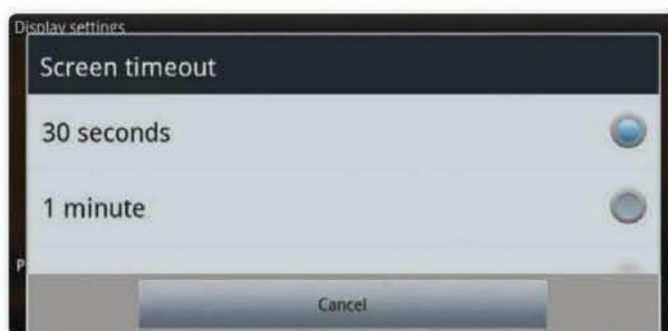 Display settings
Screen timeout
30 seconds
1 minute
P
Cancel